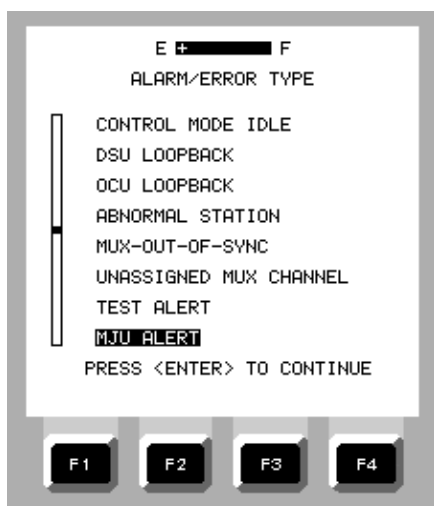 E + F
ALARM/ERROR TYPE
CONTROL MODE IDLE
DSU LOOPBACK
OCU LOOPBACK
ABNORMAL STATION
MUX-OUT-OF-SYNC
UNASSIGNED MUX CHANNEL
TEST ALERT
MJU ALERT
PRESS <ENTER> TO CONTINUE
F1 F2 F3 F4